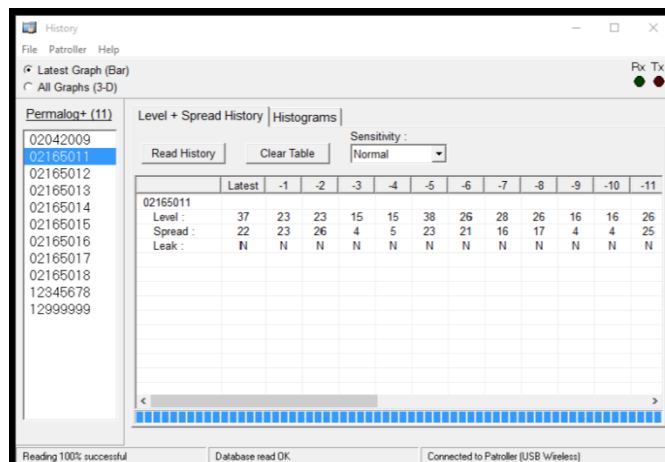 History
File Patroller Help
Latest Graph (Bar)
All Graphs (3-D)
Rx Tx
Permalog+ (11)
02042009
02165011
02165012
02165013
02165014
02165015
02165016
02165017
02165018
12345678
12999999
Level + Spread History Histograms
Sensitivity :
Read History Clear Table Normal
Latest -1 -2 -3 -4 -5 -6 -7 -8 -9 -10 -11
02165011
Level : 37 23 23 15 15 38 26 28 26 16 16 26
Spread : 22 23 26 4 5 23 21 16 17 4 4 25
Leak : N N N N N N N N N N N N
Reading 100% successful Database read OK Connected to Patroller (USB Wireless)